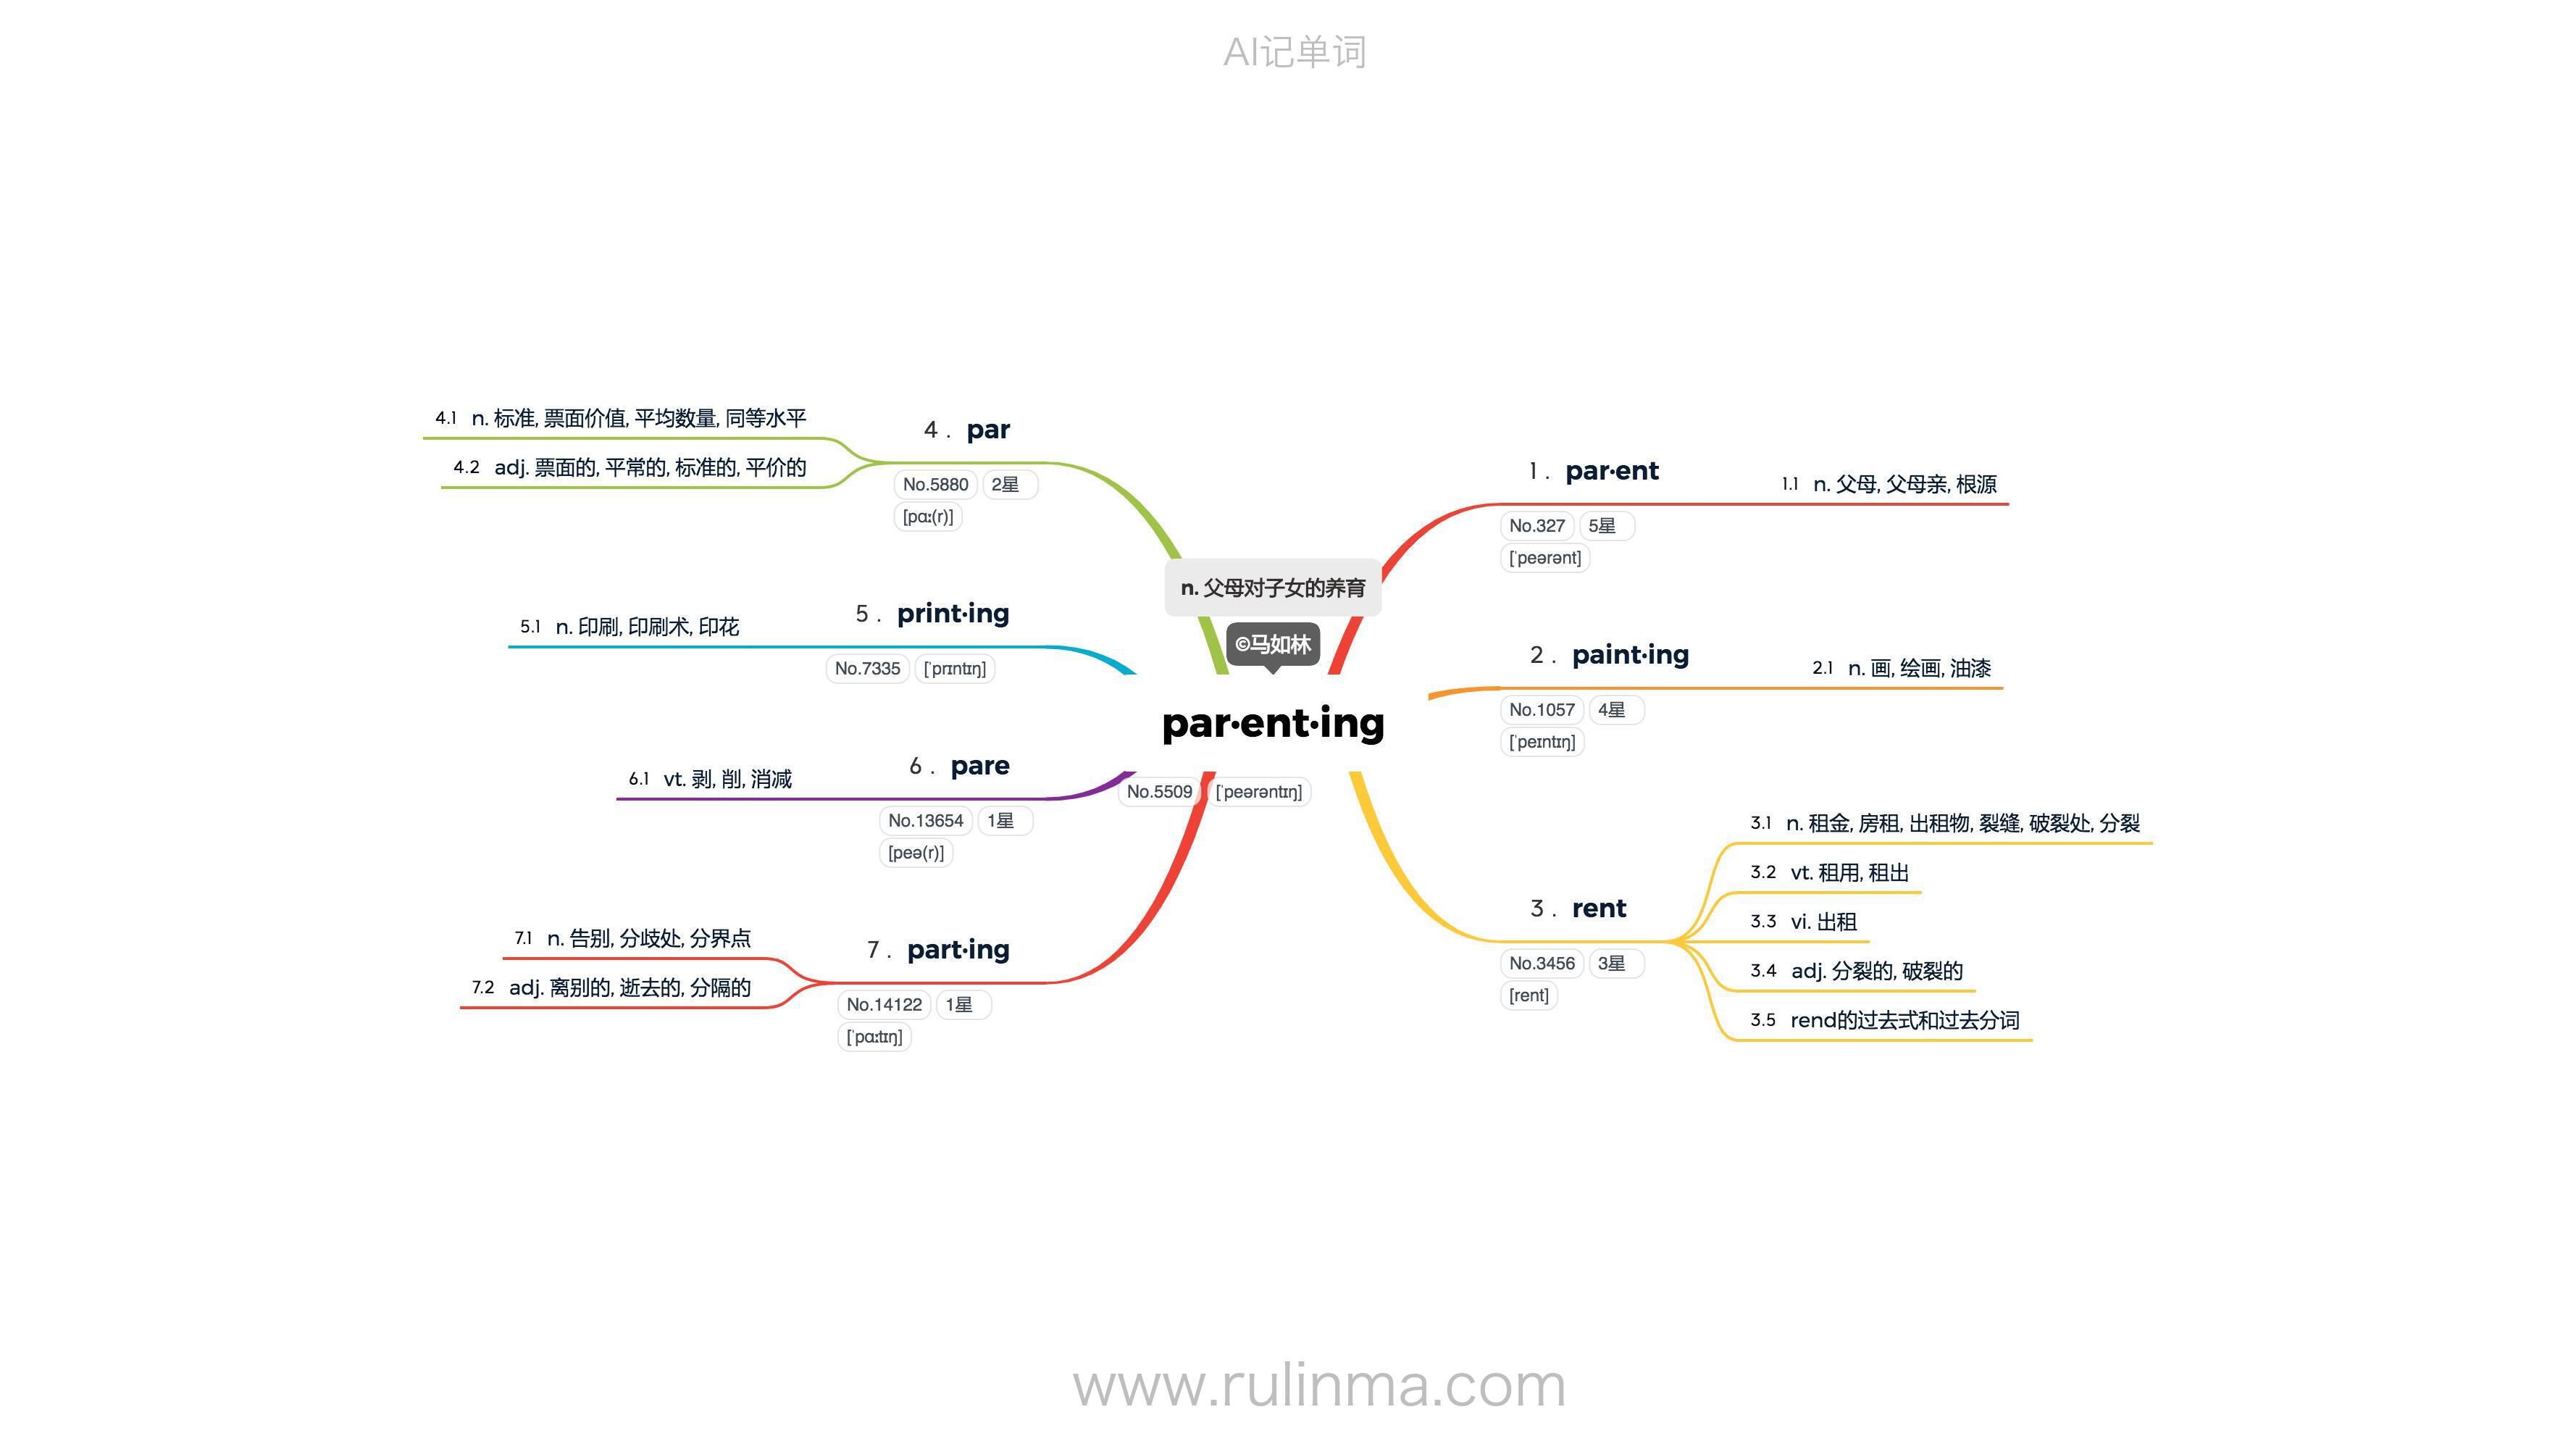 AI记单词
n. 父母对子女的养育
©马如林
par·ent·ing
No.5509 [ˈpeərəntɪŋ]
1. par·ent
No.327 5星
[ˈpeərənt]
1.1 n. 父母, 父母亲, 根源
2. paint·ing
No.1057 4星
[ˈpeɪntɪŋ]
2.1 n. 画, 绘画, 油漆
3. rent
No.3456 3星
[rent]
3.1 n. 租金, 房租, 出租物, 裂缝, 破裂处, 分裂
3.2 vt. 租用, 租出
3.3 vi. 出租
3.4 adj. 分裂的, 破裂的
3.5 rend的过去式和过去分词
4. par
No.5880 2星
[pɑː(r)]
4.1 n. 标准, 票面价值, 平均数量, 同等水平
4.2 adj. 票面的, 平常的, 标准的, 平价的
5. print·ing
No.7335 [ˈprɪntɪŋ]
5.1 n. 印刷, 印刷术, 印花
6. pare
No.13654 1星
[peə(r)]
6.1 vt. 剥, 削, 消减
7. part·ing
No.14122 1星
[ˈpɑːtɪŋ]
7.1 n. 告别, 分歧处, 分界点
7.2 adj. 离别的, 逝去的, 分隔的
www.rulinma.com